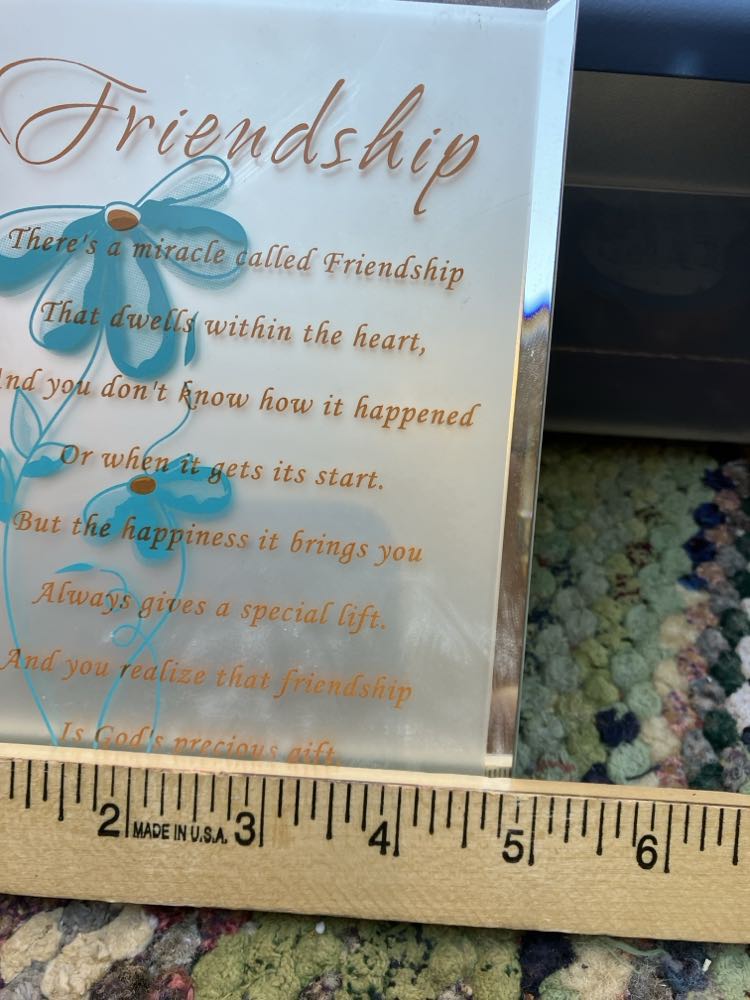 Friendship
There's a miracle called Friendship
That dwells within the heart,
And you don't know how it happened
Or when it gets its start.
But the happiness it brings you
Always gives a special lift.
And you realize that friendship
Is God's precious gift.
2 MADE IN U.S.A. 3 4 5 6